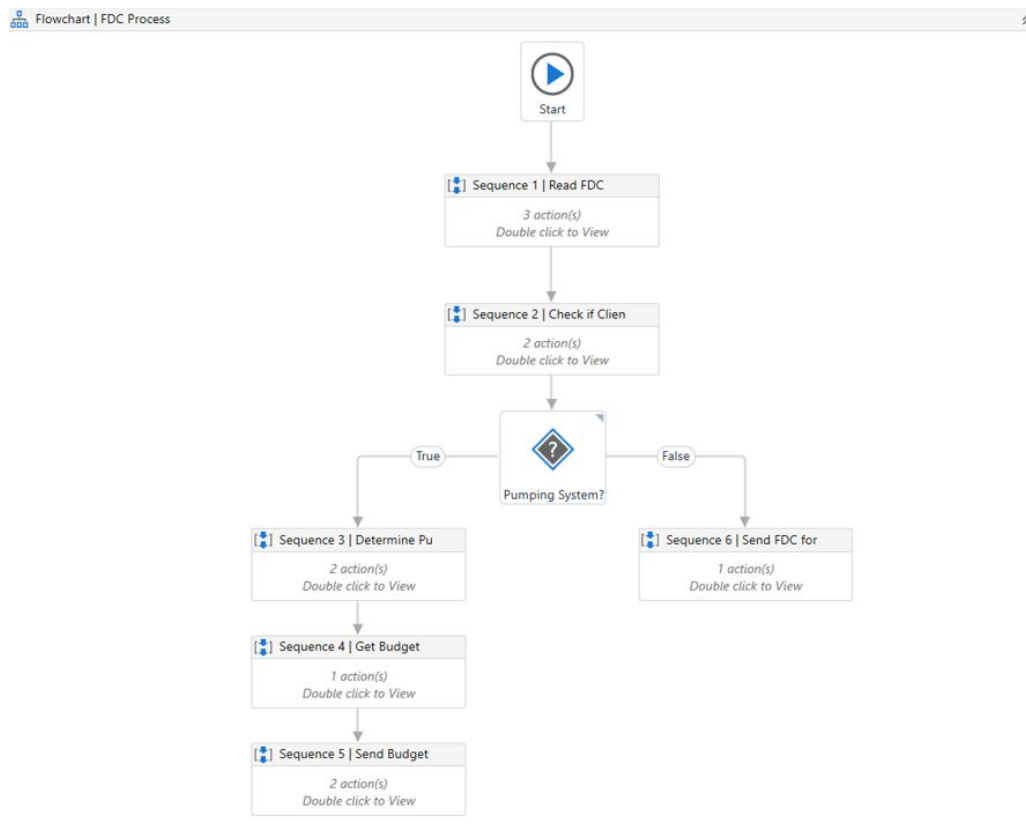 Flowchart | FDC Process
Start
Sequence 1 | Read FDC
3 action(s)
Double click to View
Sequence 2 | Check if Clien
2 action(s)
Double click to View
?
True
False
Pumping System?
Sequence 3 | Determine Pu
2 action(s)
Double click to View
Sequence 6 | Send FDC for
1 action(s)
Double click to View
Sequence 4 | Get Budget
1 action(s)
Double click to View
Sequence 5 | Send Budget
2 action(s)
Double click to View